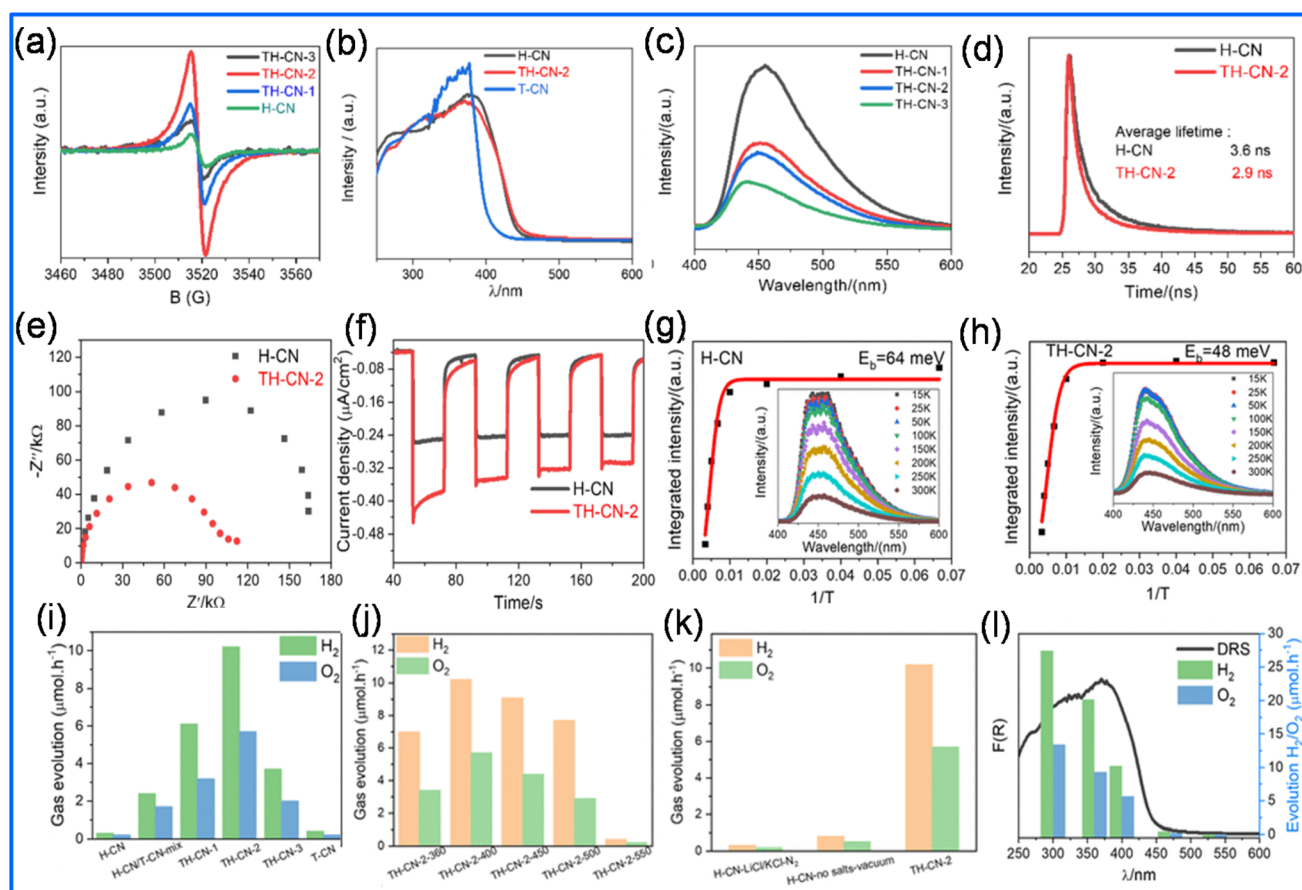 (a)
TH-CN-3
TH-CN-2
TH-CN-1
H-CN
Intersity (a.u.)
3460 3480 3500 3520 3540 3560
B (G)
(b)
H-CN
TH-CN-2
T-CN
Intersity / (a.u.)
300 400 500 600
λ/nm
(c)
H-CN
TH-CN-1
TH-CN-2
TH-CN-3
Intensity/(a.u.)
400 450 500 550 600
Wavelength/(nm)
(d)
H-CN
TH-CN-2
Average lifetime :
H-CN 3.6 ns
TH-CN-2 2.9 ns
Intensity/(a.u.)
20 25 30 35 40 45 50 55 60
Time/(ns)
(e)
H-CN
TH-CN-2
-Z''/kΩ
120
100
80
60
40
20
0
0 30 60 90 120 150 180
Z'/kΩ
(f)
H-CN
TH-CN-2
Current density (μA/cm²)
-0.08
-0.16
-0.24
-0.32
-0.40
-0.48
40 80 120 160 200
Time/s
(g)
H-CN
E_b=64 meV
15K
25K
50K
100K
150K
200K
250K
300K
Intensity/(a.u.)
400 450 500 550 600
Wavelength/(nm)
Integrated intensity/(a.u.)
0.00 0.01 0.02 0.03 0.04 0.05 0.06 0.07
1/T
(h)
TH-CN-2
E_b=48 meV
15K
25K
50K
100K
150K
200K
250K
300K
Intensity/(a.u.)
400 450 500 550 600
Wavelength/(nm)
Integrated intensity/(a.u.)
0.00 0.01 0.02 0.03 0.04 0.05 0.06 0.07
1/T
(i)
H₂
O₂
Gas evolution (μmol.h⁻¹)
10
8
6
4
2
0
H-CN
H-CN/T-CN-mix
TH-CN-1
TH-CN-2
TH-CN-3
T-CN
(j)
H₂
O₂
Gas evolution (μmol.h⁻¹)
12
10
8
6
4
2
0
TH-CN-2-360
TH-CN-2-400
TH-CN-2-450
TH-CN-2-500
TH-CN-2-550
(k)
H₂
O₂
Gas evolution (μmol.h⁻¹)
10
8
6
4
2
0
H-CN-LiCl/KCl-N₂
H-CN-no salts-vacuum
TH-CN-2
(l)
DRS
H₂
O₂
F(R)
30
25
20
15
10
5
0
Evolution H₂/O₂ (μmol.h⁻¹)
250 300 350 400 450 500 550 600
λ/nm